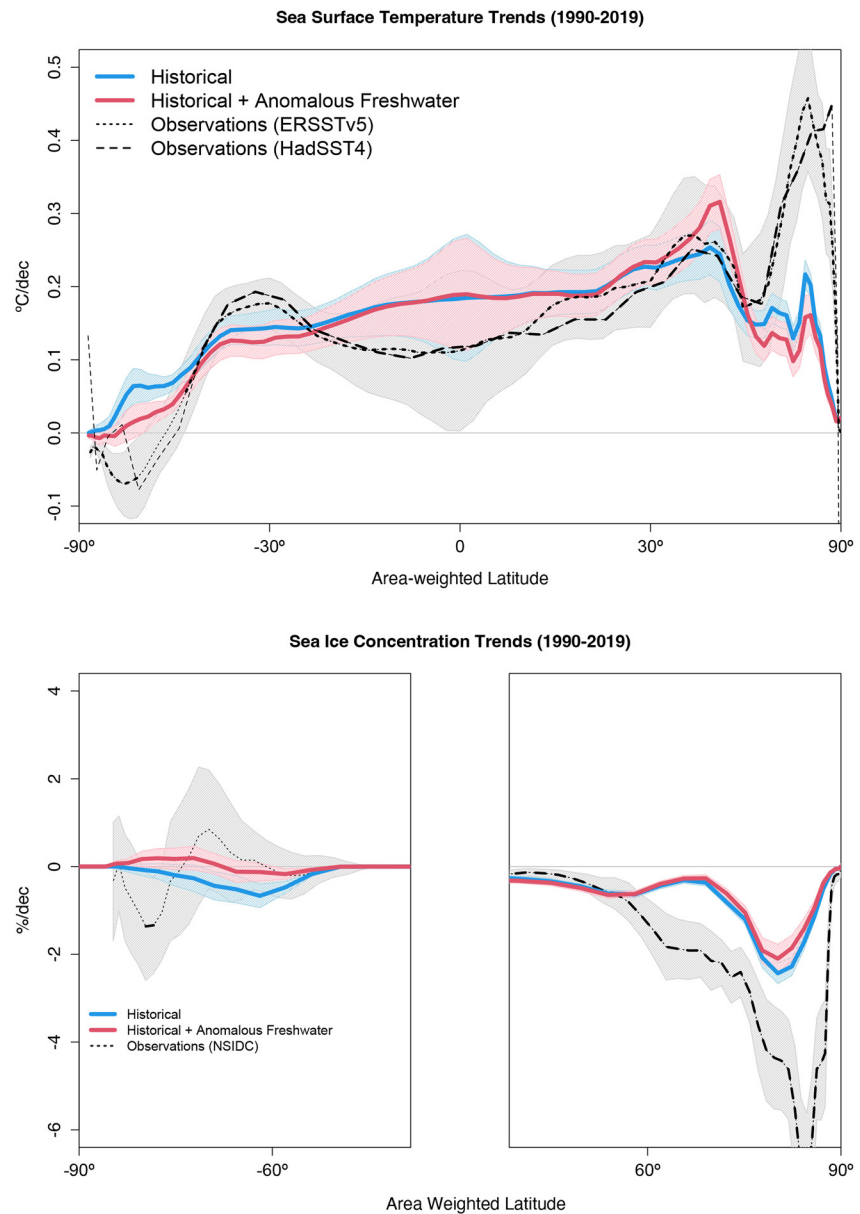 Sea Surface Temperature Trends (1990-2019)
0.5
0.4
0.3
0.2
0.1
0.0
-0.1
ºC/dec
Historical
Historical + Anomalous Freshwater
Observations (ERSSTv5)
Observations (HadSST4)
-90º -30º 0 30º 90º
Area-weighted Latitude
Sea Ice Concentration Trends (1990-2019)
4
2
0
-2
-4
-6
%/dec
Historical
Historical + Anomalous Freshwater
Observations (NSIDC)
-90º -60º 60º 90º
Area Weighted Latitude